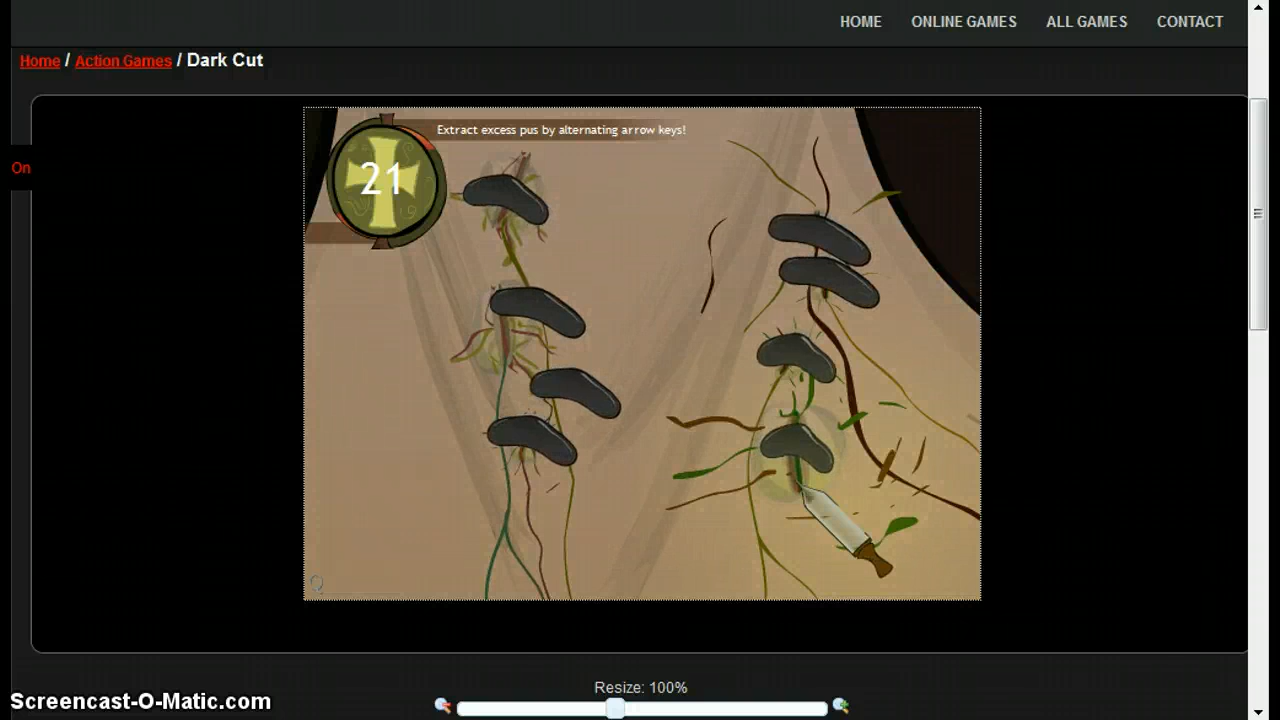 HOME ONLINE GAMES ALL GAMES CONTACT
Home / Action Games / Dark Cut
Extract excess pus by alternating arrow keys!
On
21
Resize: 100%
Screencast-O-Matic.com